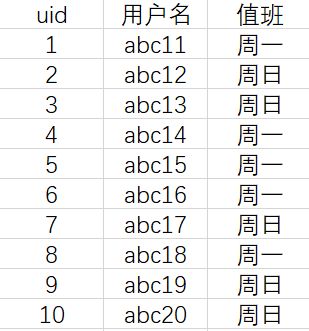 uid 用户名 值班
1 abc11 周一
2 abc12 周日
3 abc13 周日
4 abc14 周一
5 abc15 周一
6 abc16 周一
7 abc17 周日
8 abc18 周一
9 abc19 周日
10 abc20 周日